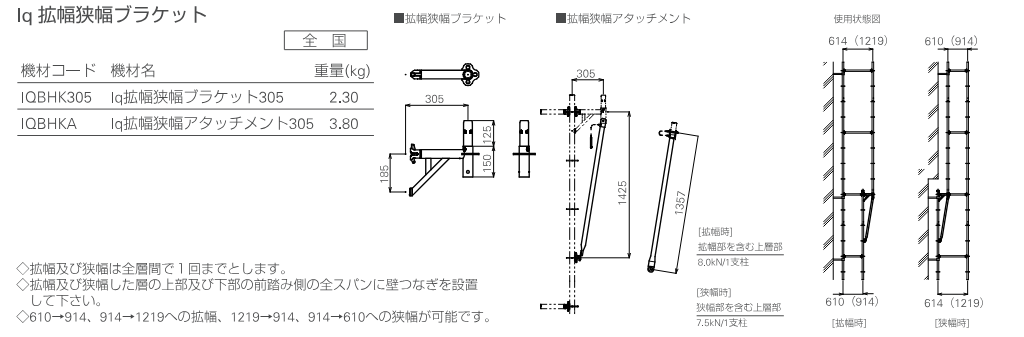 Iq 拡幅狭幅ブラケット
全 国
機材コード 機材名 重量(kg)
IQBHK305 Iq拡幅狭幅ブラケット305 2.30
IQBHKA Iq拡幅狭幅アタッチメント305 3.80
◇拡幅及び狭幅は全層間で1回までとします。
◇拡幅及び狭幅した層の上部及び下部の前踏み側の全スパンに壁つなぎを設置
して下さい。
◇610→914、914→1219への拡幅、1219→914、914→610への狭幅が可能です。
■拡幅狭幅ブラケット
305
125
150
185
■拡幅狭幅アタッチメント
305
1425
1357
[拡幅時]
拡幅部を含む上層部
8.0kN/1支柱
[狭幅時]
狭幅部を含む上層部
7.5kN/1支柱
使用状態図
614（1219）
610（914）
610（914）
614（1219）
[拡幅時]
[狭幅時]